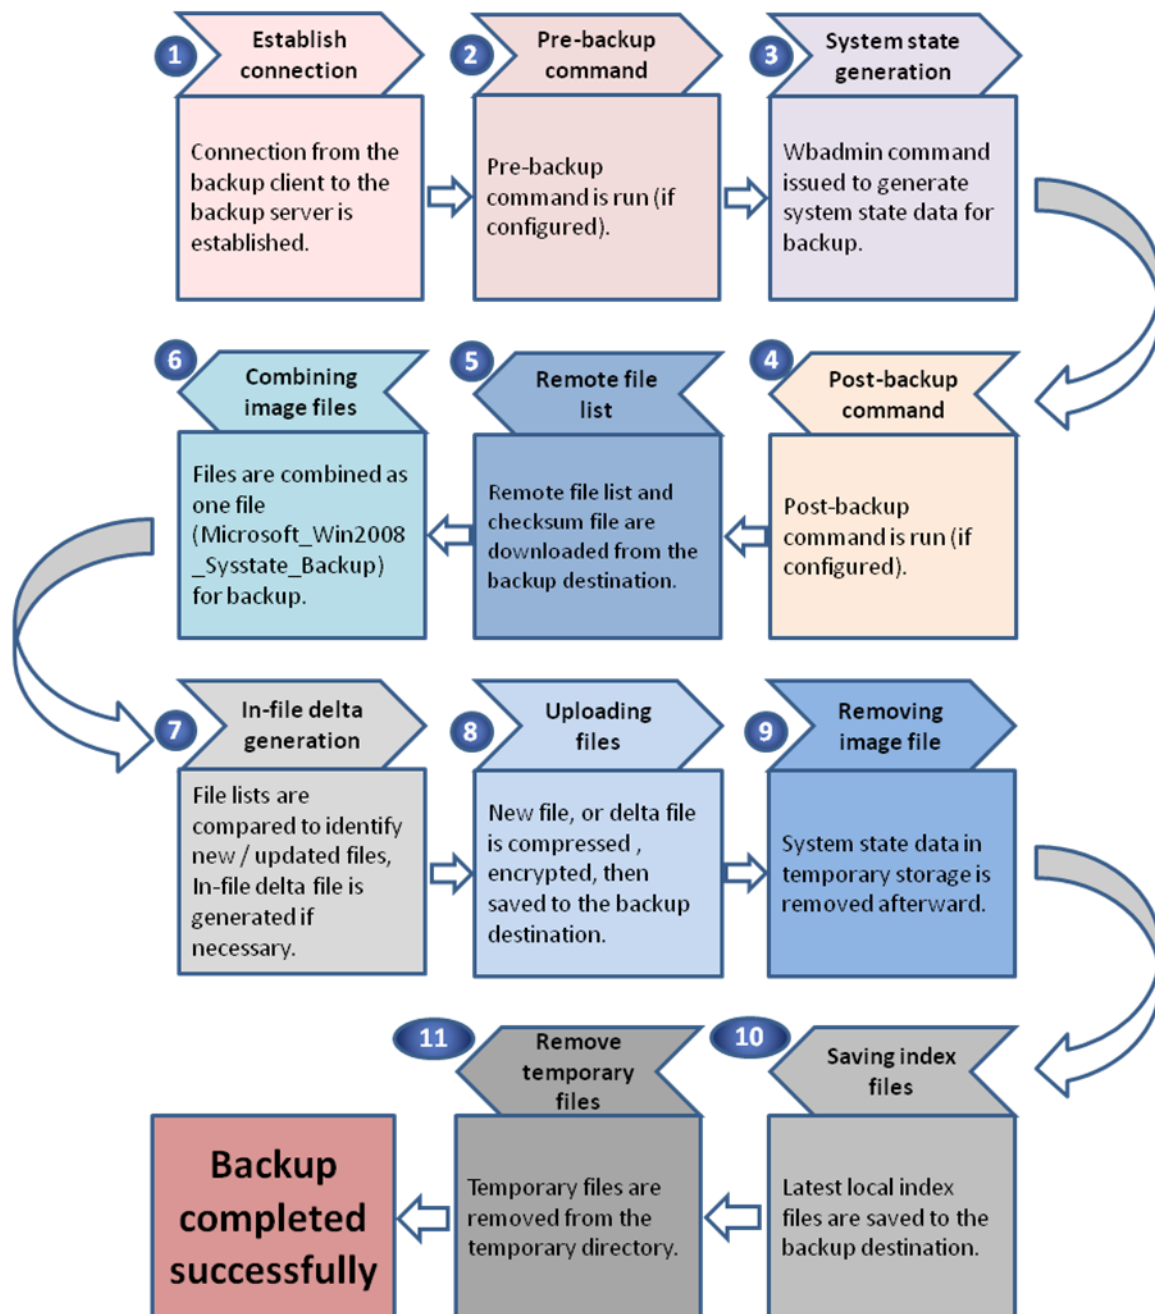 1
Establish
connection
Connection from the
backup client to the
backup server is
established.
2
Pre-backup
command
Pre-backup
command is run (if
configured).
3
System state
generation
Wbadmin command
issued to generate
system state data for
backup.
4
Post-backup
command
Post-backup
command is run (if
configured).
5
Remote file
list
Remote file list and
checksum file are
downloaded from the
backup destination.
6
Combining
image files
Files are combined as
one file
(Microsoft_Win2008
_Sysstate_Backup)
for backup.
7
In-file delta
generation
File lists are
compared to identify
new / updated files,
In-file delta file is
generated if
necessary.
8
Uploading
files
New file, or delta file
is compressed ,
encrypted, then
saved to the backup
destination.
9
Removing
image file
System state data in
temporary storage is
removed afterward.
10
Saving index
files
Latest local index
files are saved to the
backup destination.
11
Remove
temporary
files
Temporary files are
removed from the
temporary directory.
Backup
completed
successfully